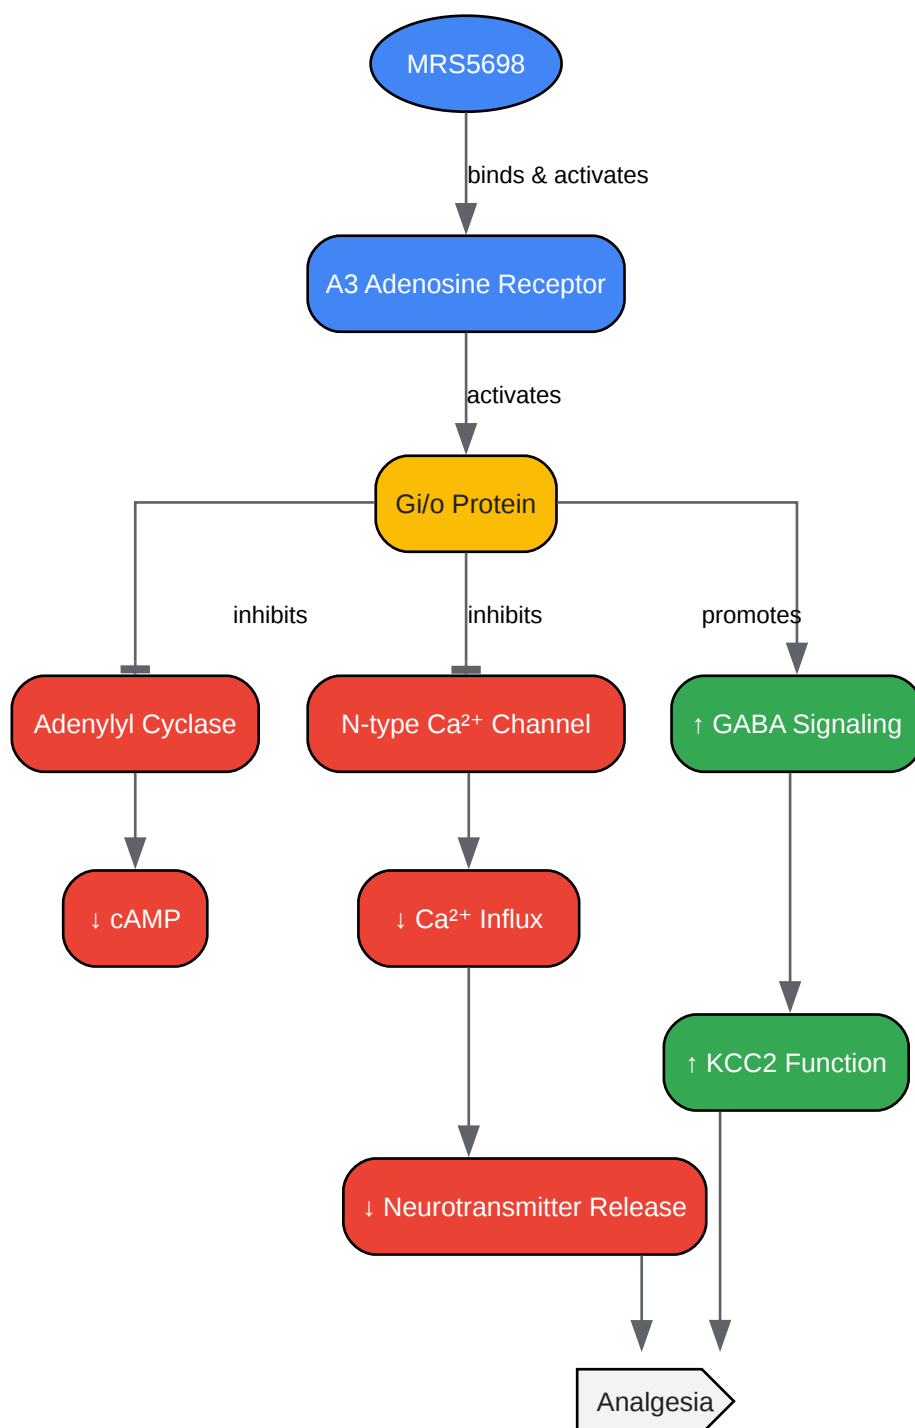 MRS5698
binds & activates
A3 Adenosine Receptor
activates
Gi/o Protein
inhibits
inhibits
promotes
Adenylyl Cyclase
N-type Ca²⁺ Channel
↑ GABA Signaling
↓ cAMP
↓ Ca²⁺ Influx
↑ KCC2 Function
↓ Neurotransmitter Release
Analgesia